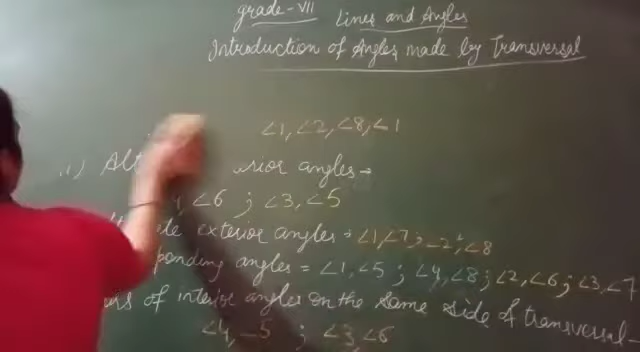 grade-VII Lines and Angles
Introduction of Angles made by Transversal
∠1, ∠2, ∠8, ∠1
angles →
∠6 ; ∠3, ∠5
exterior angles = ∠1, ∠7 ; ∠2, ∠8
angles = ∠1, ∠5 ; ∠4, ∠8 ; ∠2, ∠6 ; ∠3, ∠7
of interior angles on the same side of transversal -
∠4, ∠5 ; ∠3, ∠6